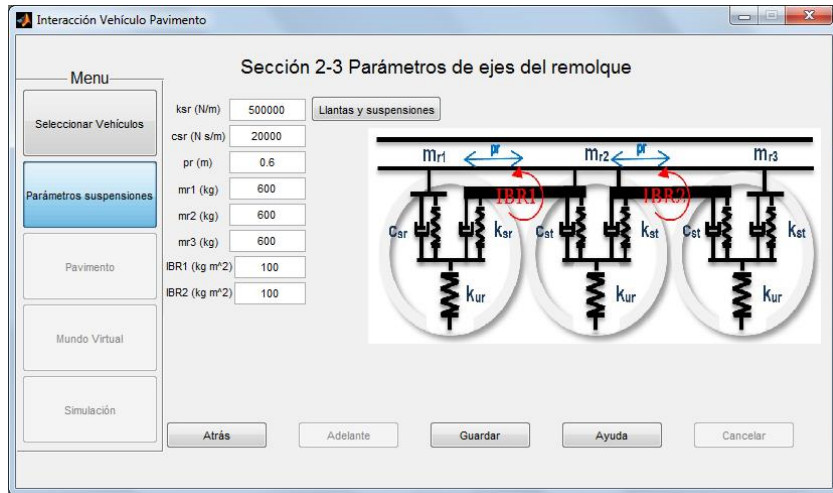 Interacción Vehículo Pavimento
Menu
Sección 2-3 Parámetros de ejes del remolque
Seleccionar Vehículos
Parámetros suspensiones
Pavimento
Mundo Virtual
Simulación
ksr (N/m) 500000 Llantas y suspensiones
csr (N s/m) 20000
pr (m) 0.6
mr1 (kg) 600
mr2 (kg) 600
mr3 (kg) 600
IBR1 (kg m^2) 100
IBR2 (kg m^2) 100
mr1 pr mr2 pr mr3
IBR1 IBR2
Csr ksr Cst kst Cst kst
kur kur kur
Atrás Adelante Guardar Ayuda Cancelar